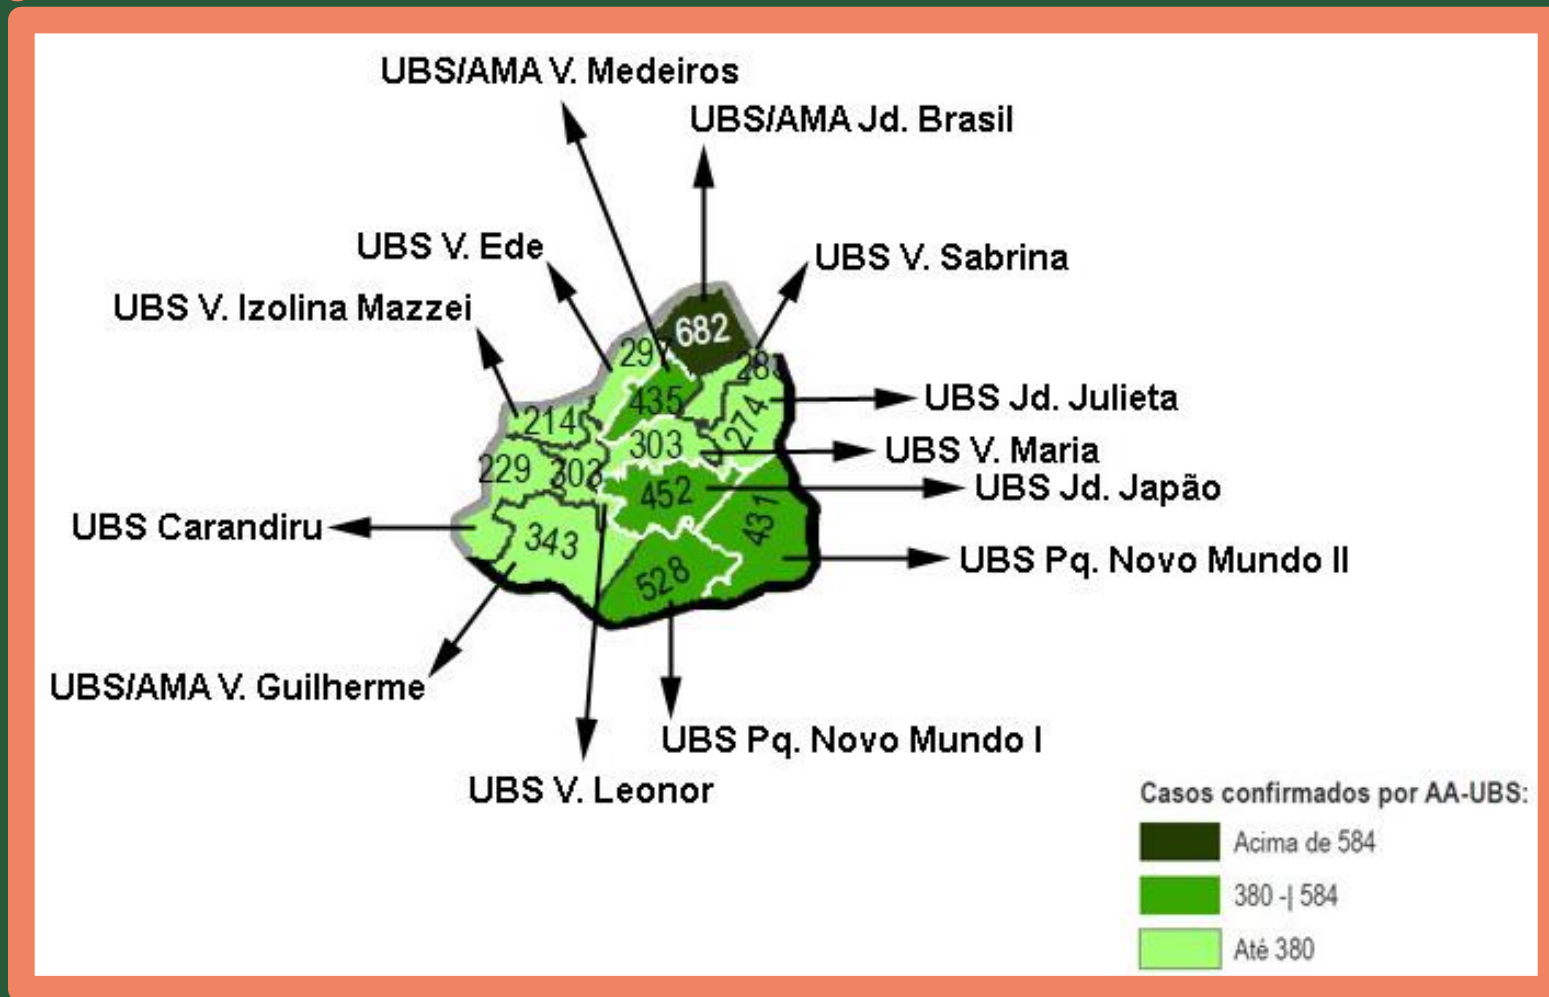 UBS/AMA V. Medeiros
UBS/AMA Jd. Brasil
UBS V. Ede
UBS V. Sabrina
UBS V. Izolina Mazzei
682
297
435
UBS Jd. Julieta
214
274
303
UBS V. Maria
229
303
452
UBS Jd. Japão
431
UBS Carandiru
343
UBS Pq. Novo Mundo II
528
UBS/AMA V. Guilherme
UBS Pq. Novo Mundo I
UBS V. Leonor
Casos confirmados por AA-UBS:
Acima de 584
380 -| 584
Até 380